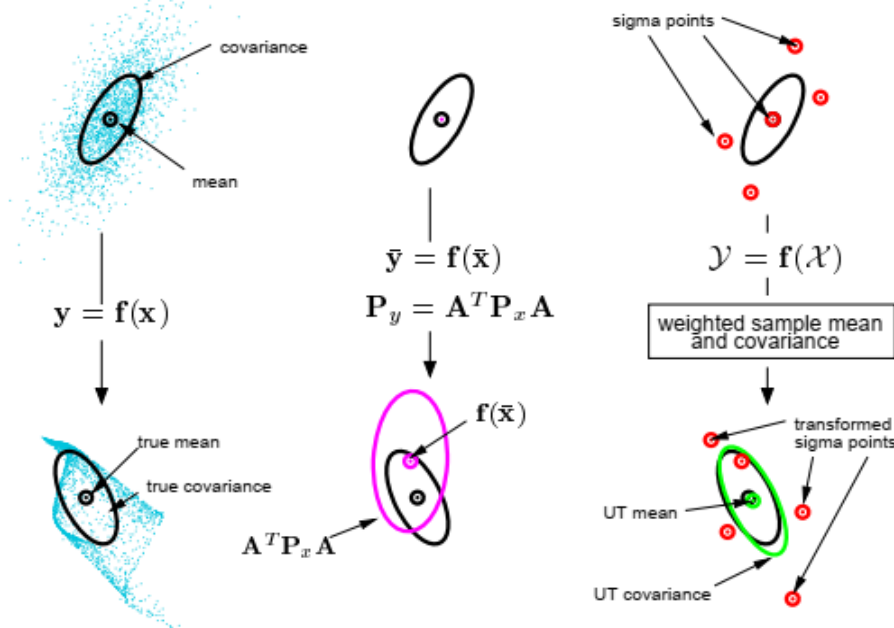 covariance
mean
y = f(x)
true mean
true covariance
ȳ = f(x̄)
P_y = A^T P_x A
f(x̄)
A^T P_x A
sigma points
𝒴 = f(𝒳)
weighted sample mean
and covariance
transformed
sigma points
UT mean
UT covariance